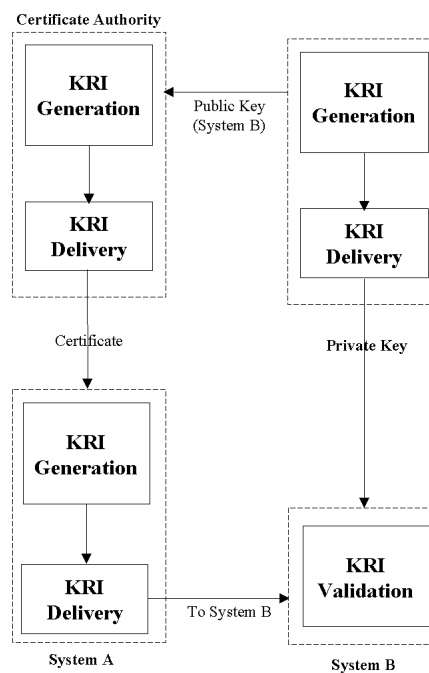 Certificate Authority
KRI
Generation
KRI
Generation
Public Key
(System B)
KRI
Delivery
KRI
Delivery
Certificate
Private Key
KRI
Generation
KRI
Validation
KRI
Delivery
To System B
System A
System B